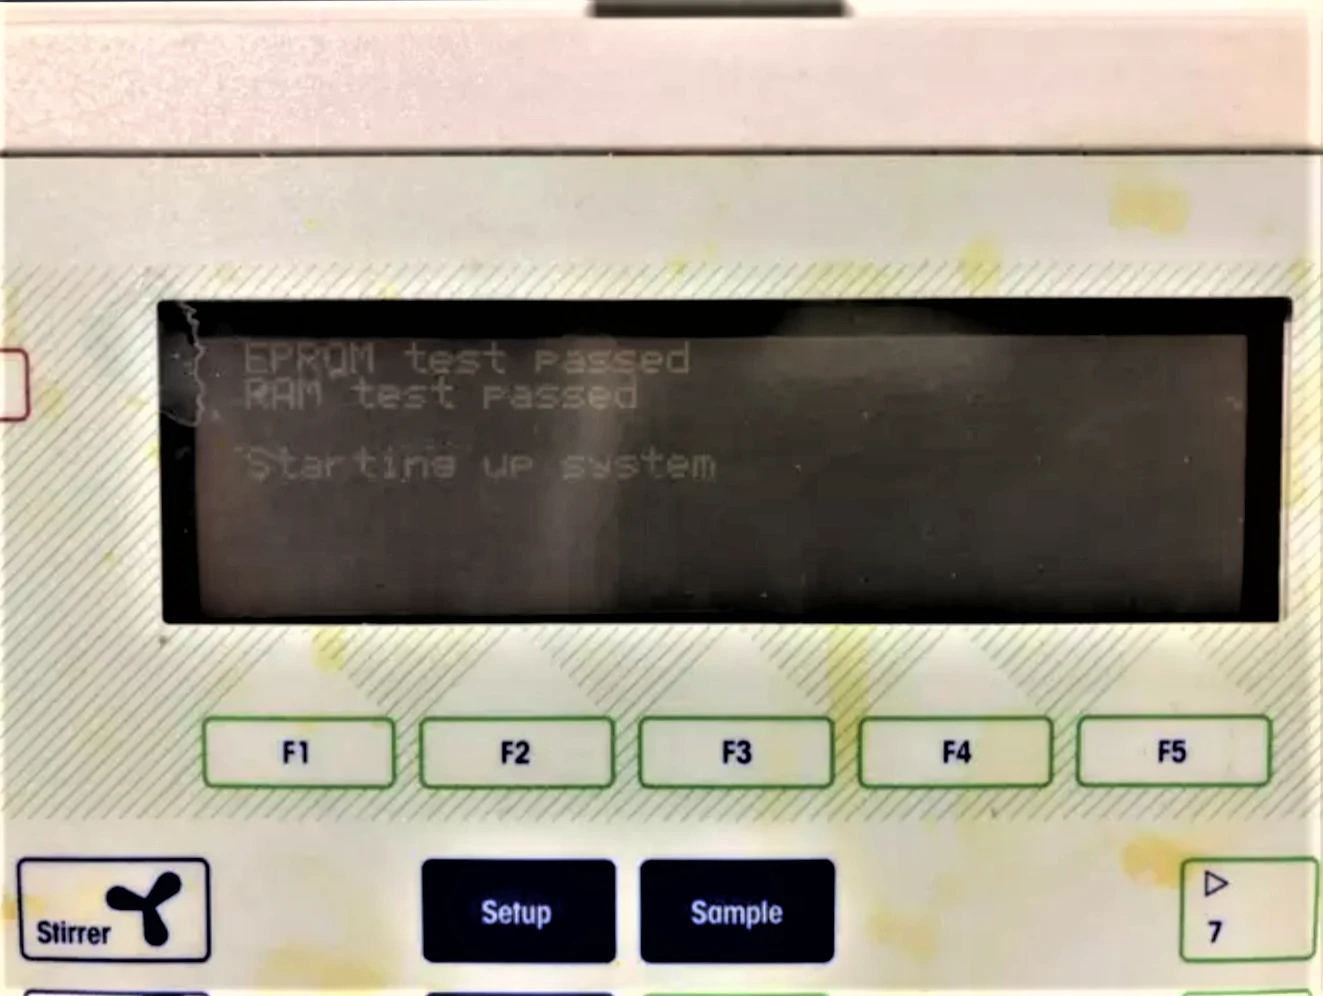 EPROM test passed
RAM test passed
Starting up system
F1
F2
F3
F4
F5
Stirrer
Setup
Sample
7